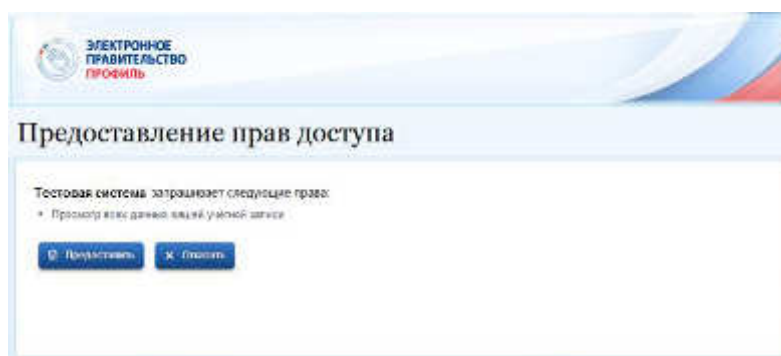 ЭЛЕКТРОННОЕ
ПРАВИТЕЛЬСТВО
ПРОФИЛЬ
Предоставление прав доступа
Тестовая система запрашивает следующие права:
Просмотр всех данных вашей учётной записи
Предоставить
Отказать